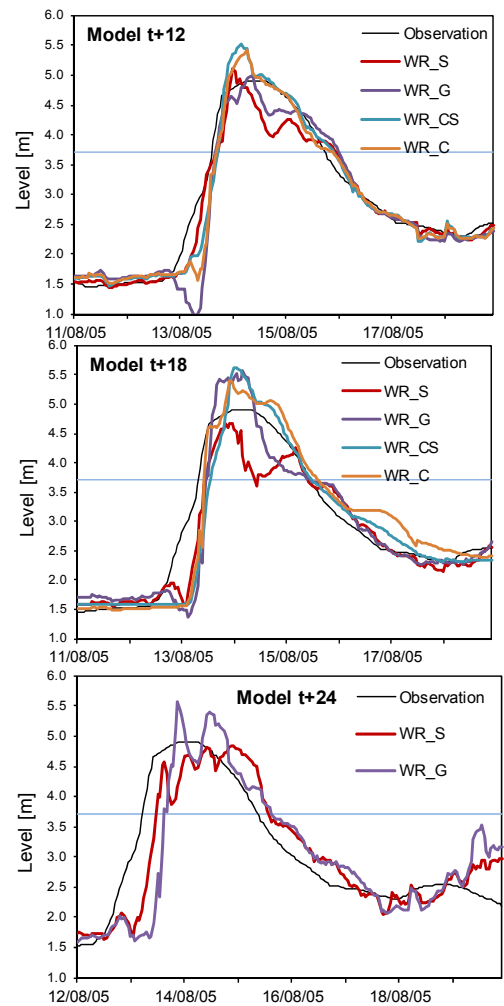 Model t+12
Level [m]
6.0
5.5
5.0
4.5
4.0
3.5
3.0
2.5
2.0
1.5
1.0
Observation
WR_S
WR_G
WR_CS
WR_C
11/08/05 13/08/05 15/08/05 17/08/05
Model t+18
Level [m]
6.0
5.5
5.0
4.5
4.0
3.5
3.0
2.5
2.0
1.5
1.0
Observation
WR_S
WR_G
WR_CS
WR_C
11/08/05 13/08/05 15/08/05 17/08/05
Model t+24
Level [m]
6.0
5.5
5.0
4.5
4.0
3.5
3.0
2.5
2.0
1.5
1.0
Observation
WR_S
WR_G
12/08/05 14/08/05 16/08/05 18/08/05